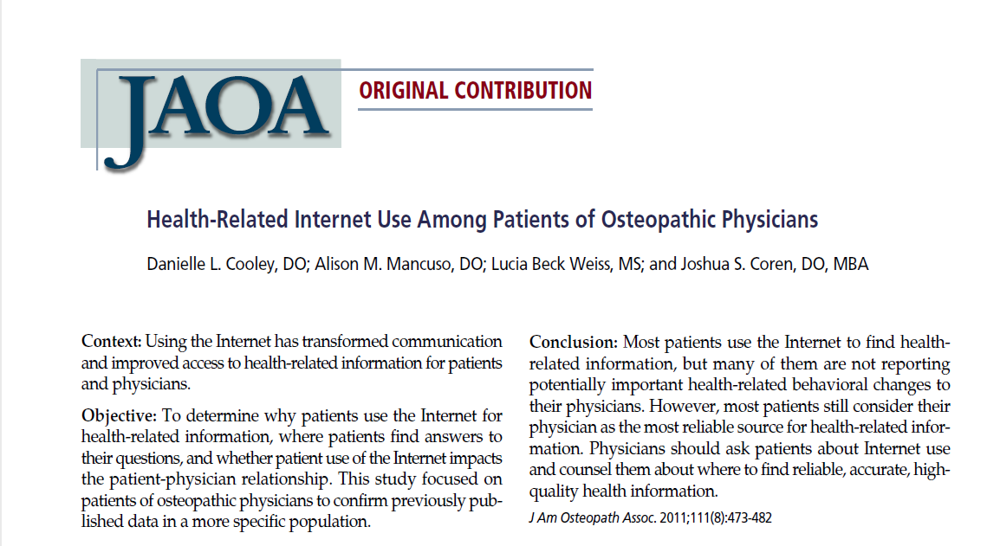 JAOA
ORIGINAL CONTRIBUTION
Health-Related Internet Use Among Patients of Osteopathic Physicians
Danielle L. Cooley, DO; Alison M. Mancuso, DO; Lucia Beck Weiss, MS; and Joshua S. Coren, DO, MBA
Context: Using the Internet has transformed communication
and improved access to health-related information for patients
and physicians.
Objective: To determine why patients use the Internet for
health-related information, where patients find answers to
their questions, and whether patient use of the Internet impacts
the patient-physician relationship. This study focused on
patients of osteopathic physicians to confirm previously pub-
lished data in a more specific population.
Conclusion: Most patients use the Internet to find health-
related information, but many of them are not reporting
potentially important health-related behavioral changes to
their physicians. However, most patients still consider their
physician as the most reliable source for health-related infor-
mation. Physicians should ask patients about Internet use
and counsel them about where to find reliable, accurate, high-
quality health information.
J Am Osteopath Assoc. 2011;111(8):473-482